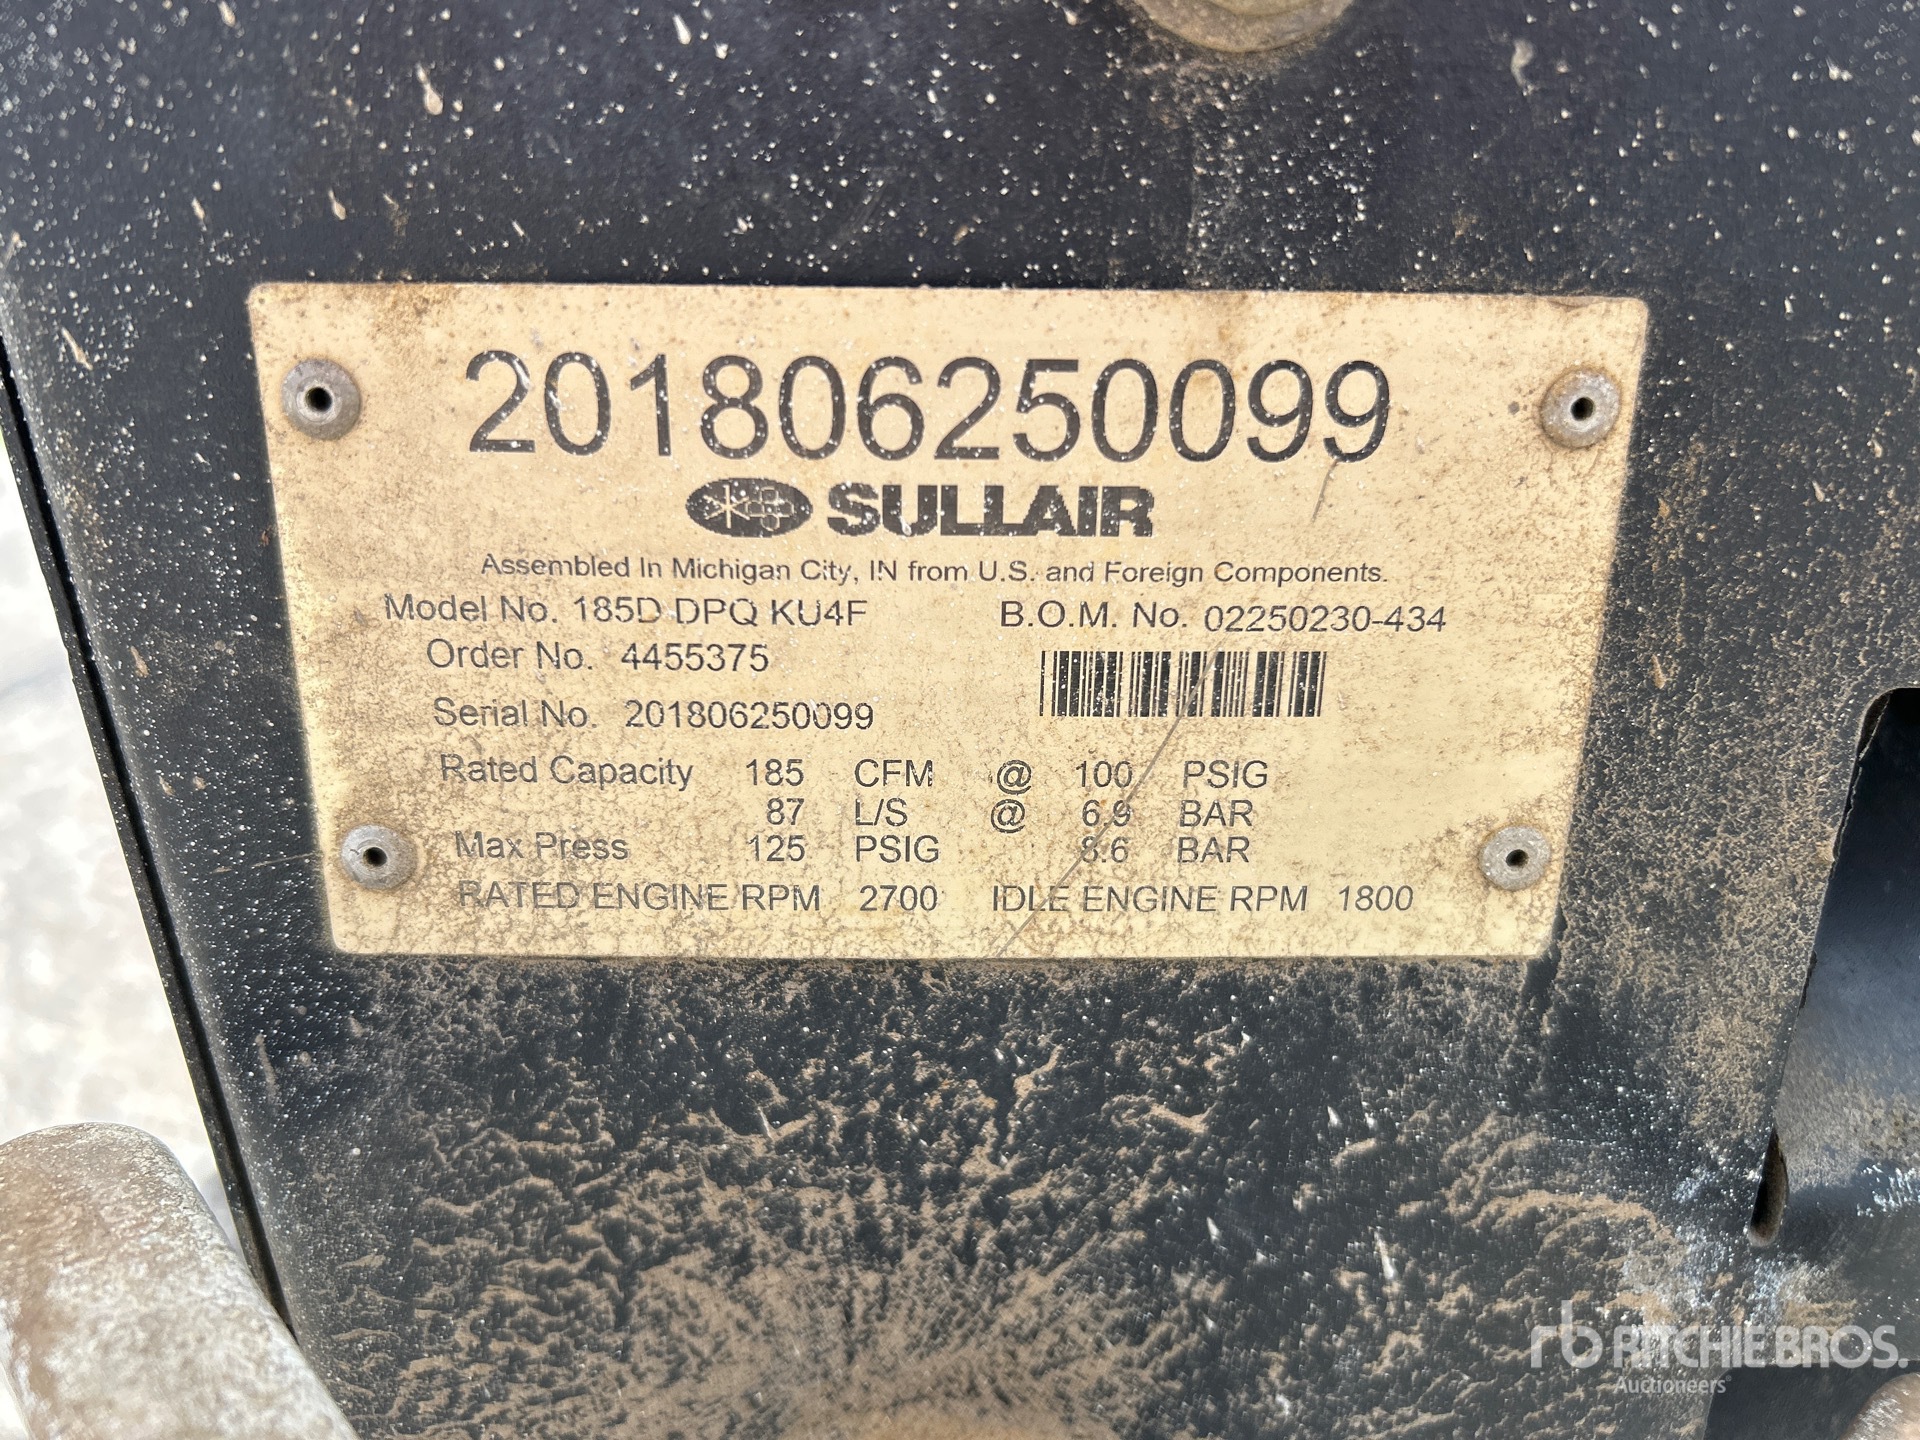 201806250099
SULLAIR
Assembled In Michigan City, IN from U.S. and Foreign Components.
Model No. 185D DPQ KU4F B.O.M. No. 02250230-434
Order No. 4455375
Serial No. 201806250099
Rated Capacity 185 CFM @ 100 PSIG
87 L/S @ 6.9 BAR
Max Press 125 PSIG 8.6 BAR
RATED ENGINE RPM 2700 IDLE ENGINE RPM 1800
rb RITCHIE BROS.
Auctioneers